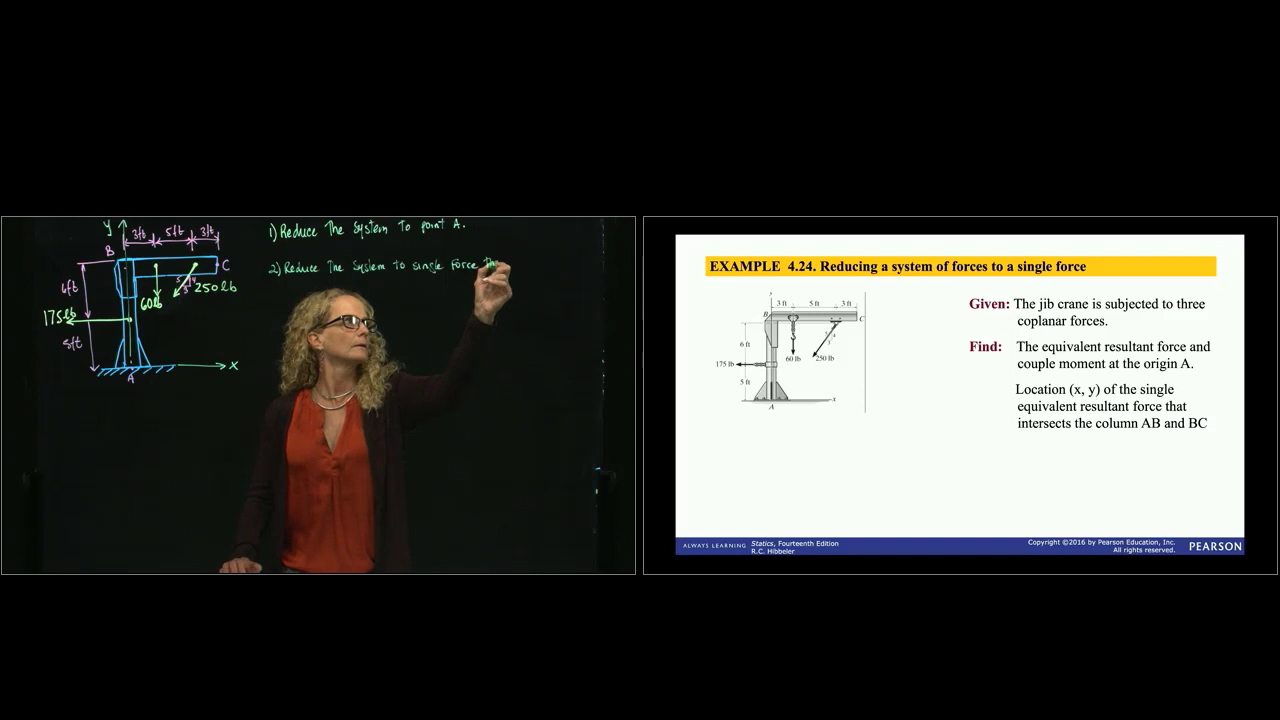 y
3ft 5ft 3ft
B
C
6ft
60lb
5 4 3
250 lb
175lb
5ft
x
A
1) Reduce The System To point A.
2) Reduce The System To single Force
EXAMPLE 4.24. Reducing a system of forces to a single force
Given: The jib crane is subjected to three
coplanar forces.
Find: The equivalent resultant force and
couple moment at the origin A.
Location (x, y) of the single
equivalent resultant force that
intersects the column AB and BC
y
3 ft 5 ft 3 ft
B
C
6 ft
5 4 3
60 lb 250 lb
175 lb
5 ft
x
A
ALWAYS LEARNING
Statics, Fourteenth Edition
R.C. Hibbeler
Copyright ©2016 by Pearson Education, Inc.
All rights reserved.
PEARSON